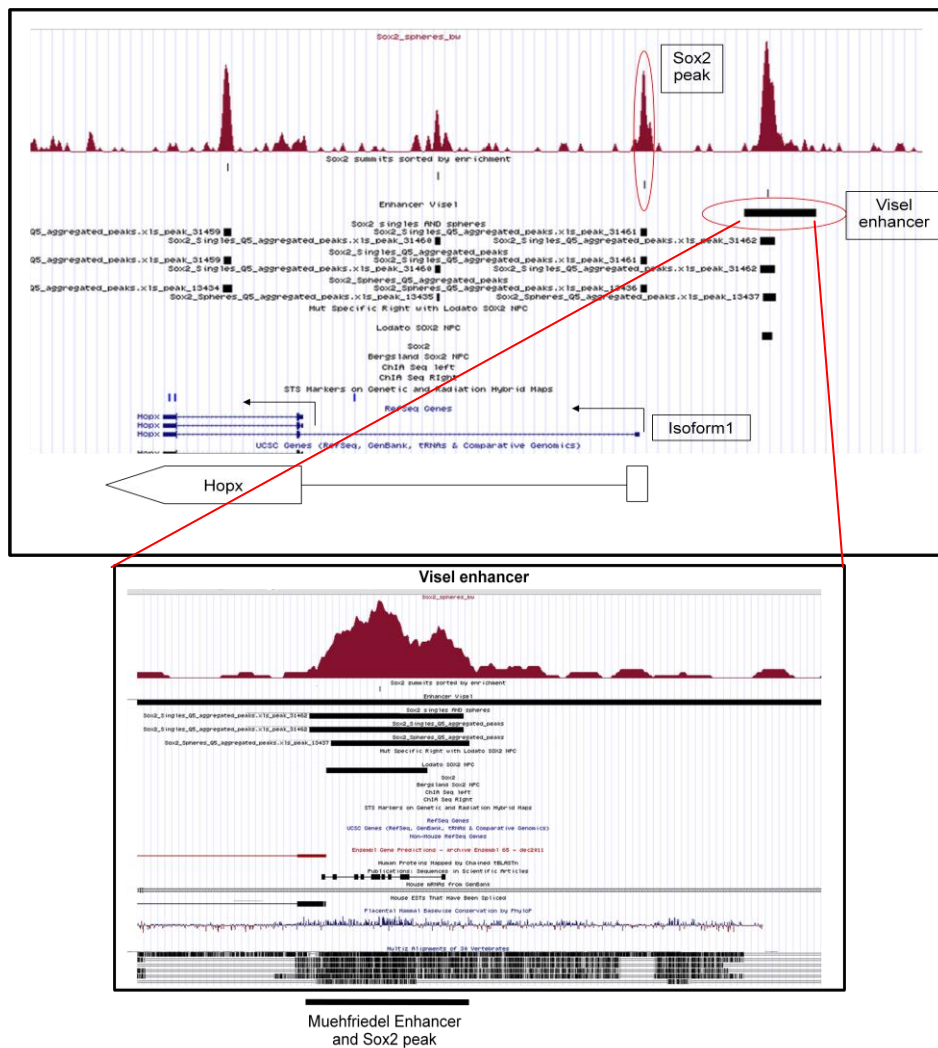 Sox2_spheres_bw
Sox2 peak
Sox2 summits sorted by enrichment
Enhancer Visel
Visel enhancer
Sox2 singles AND spheres
Q5_aggregated_peaks.xls_peak_31459 Sox2_Singles_Q5_aggregated_peaks.xls_peak_31461
Sox2_Singles_Q5_aggregated_peaks.xls_peak_31460 Sox2_Singles_Q5_aggregated_peaks.xls_peak_31462
Sox2_Singles_Q5_aggregated_peaks
Q5_aggregated_peaks.xls_peak_31459 Sox2_Singles_Q5_aggregated_peaks.xls_peak_31461
Sox2_Singles_Q5_aggregated_peaks.xls_peak_31460 Sox2_Singles_Q5_aggregated_peaks.xls_peak_31462
Sox2_Spheres_Q5_aggregated_peaks
Q5_aggregated_peaks.xls_peak_13434 Sox2_Spheres_Q5_aggregated_peaks.xls_peak_13436
Sox2_Spheres_Q5_aggregated_peaks.xls_peak_13435 Sox2_Spheres_Q5_aggregated_peaks.xls_peak_13437
Mut Specific Right with Lodato SOX2 NPC
Lodato SOX2 NPC
Sox2
Bergsland Sox2 NPC
ChIA Seq left
ChIA Seq RIght
STS Markers on Genetic and Radiation Hybrid Maps
RefSeq Genes
Hopx
Hopx
Hopx
Isoform1
UCSC Genes (RefSeq, GenBank, tRNAs & Comparative Genomics)
Hopx
Hopx
Visel enhancer
Sox2_spheres_bw
Sox2 summits sorted by enrichment
Enhancer Visel
Sox2 singles AND spheres
Sox2_Singles_Q5_aggregated_peaks.xls_peak_31462
Sox2_Singles_Q5_aggregated_peaks
Sox2_Singles_Q5_aggregated_peaks.xls_peak_31462
Sox2_Spheres_Q5_aggregated_peaks
Sox2_Spheres_Q5_aggregated_peaks.xls_peak_13437
Mut Specific Right with Lodato SOX2 NPC
Lodato SOX2 NPC
Sox2
Bergsland Sox2 NPC
ChIA Seq left
ChIA Seq RIght
STS Markers on Genetic and Radiation Hybrid Maps
RefSeq Genes
UCSC Genes (RefSeq, GenBank, tRNAs & Comparative Genomics)
Non-Mouse RefSeq Genes
Ensembl Gene Predictions - archive Ensembl 65 - dec2011
Human Proteins Mapped by Chained tBLASTn
Publications: Sequences in Scientific Articles
Mouse mRNAs from GenBank
Mouse ESTs That Have Been Spliced
Placental Mammal Basewise Conservation by PhyloP
Multiz Alignments of 30 Vertebrates
Muehfriedel Enhancer
and Sox2 peak